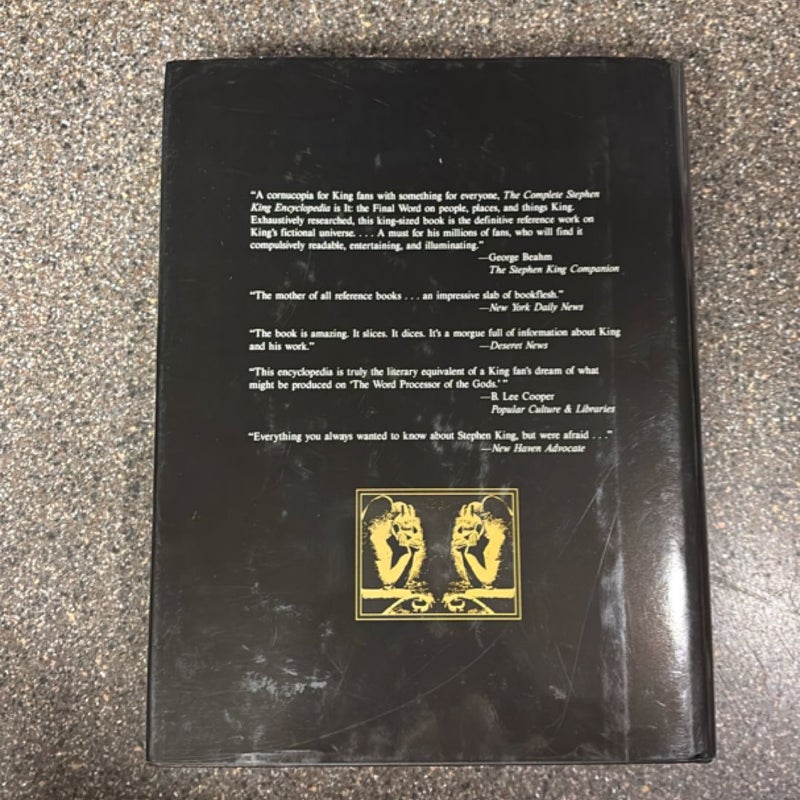 “A cornucopia for King fans with something for everyone, The Complete Stephen
King Encyclopedia is It: the Final Word on people, places, and things King.
Exhaustively researched, this king-sized book is the definitive reference work on
King's fictional universe. . . . A must for his millions of fans, who will find it
compulsively readable, entertaining, and illuminating.”
—George Beahm
The Stephen King Companion
“The mother of all reference books . . . an impressive slab of bookflesh.”
—New York Daily News
“The book is amazing. It slices. It dices. It's a morgue full of information about King
and his work.”
—Deseret News
“This encyclopedia is truly the literary equivalent of a King fan's dream of what
might be produced on ‘The Word Processor of the Gods.’ ”
—B. Lee Cooper
Popular Culture & Libraries
“Everything you always wanted to know about Stephen King, but were afraid . . .”
—New Haven Advocate